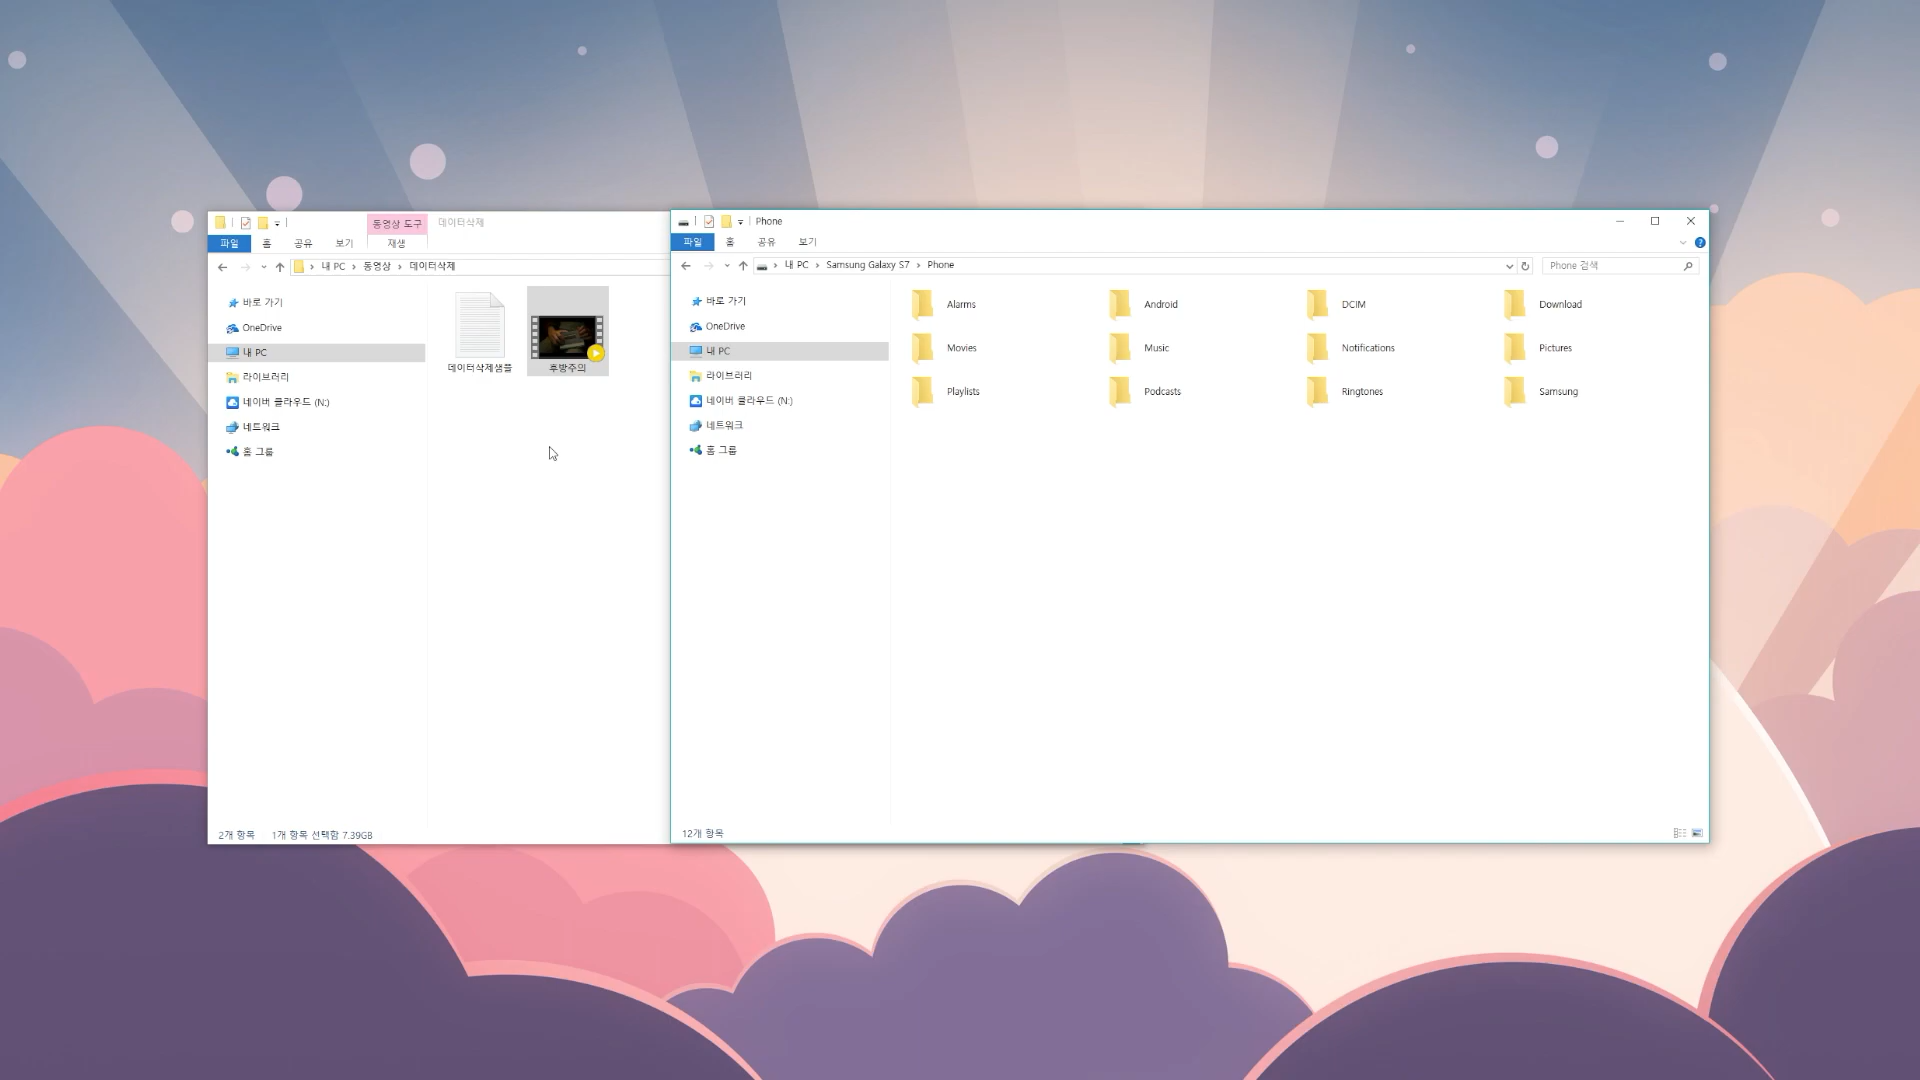 동영상 도구 데이터삭제
파일 홈 공유 보기 재생
내 PC 동영상 데이터삭제
바로 가기
OneDrive
내 PC
라이브러리
네이버 클라우드 (N:)
네트워크
홈 그룹
데이터삭제샘플
후방주의
2개 항목 1개 항목 선택함 7.39GB
Phone
파일 홈 공유 보기
내 PC Samsung Galaxy S7 Phone
Phone 검색
바로 가기
OneDrive
내 PC
라이브러리
네이버 클라우드 (N:)
네트워크
홈 그룹
Alarms Android DCIM Download
Movies Music Notifications Pictures
Playlists Podcasts Ringtones Samsung
12개 항목